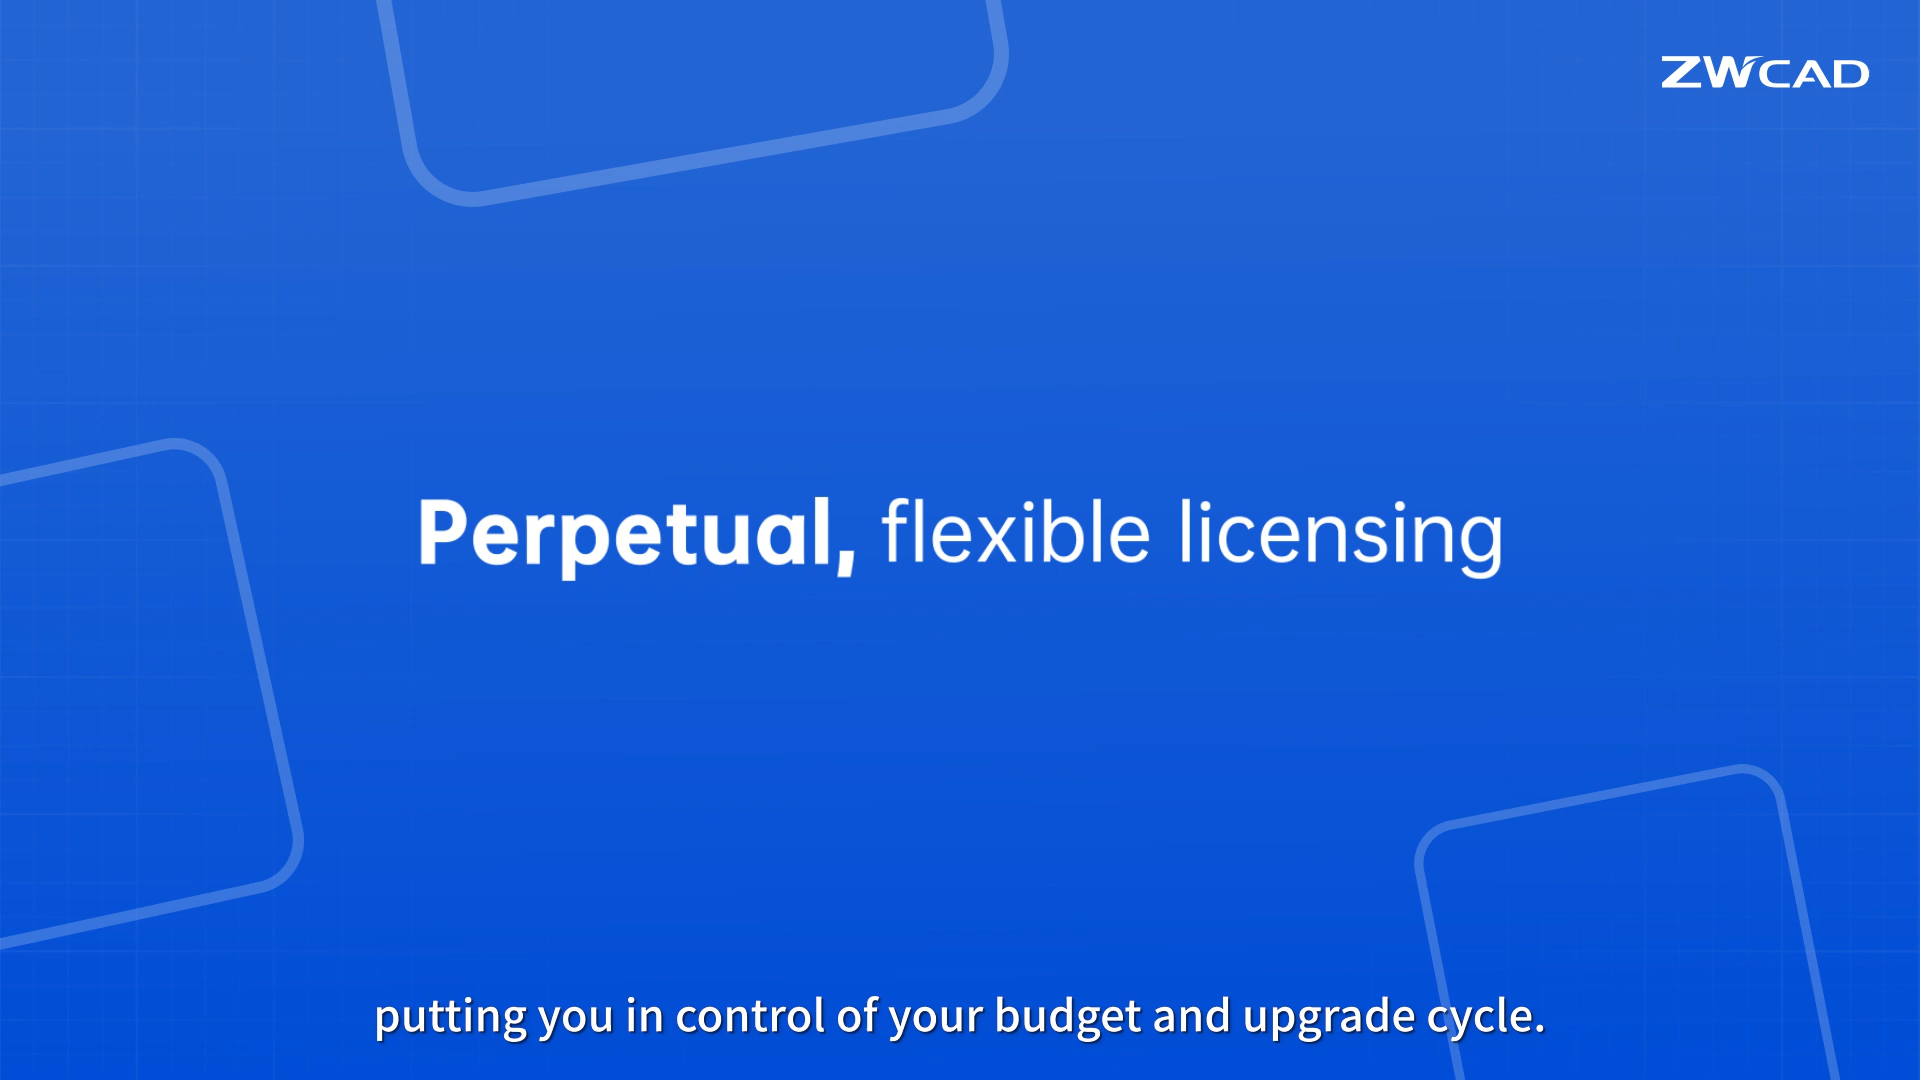 ZWCAD
Perpetual, flexible licensing
putting you in control of your budget and upgrade cycle.